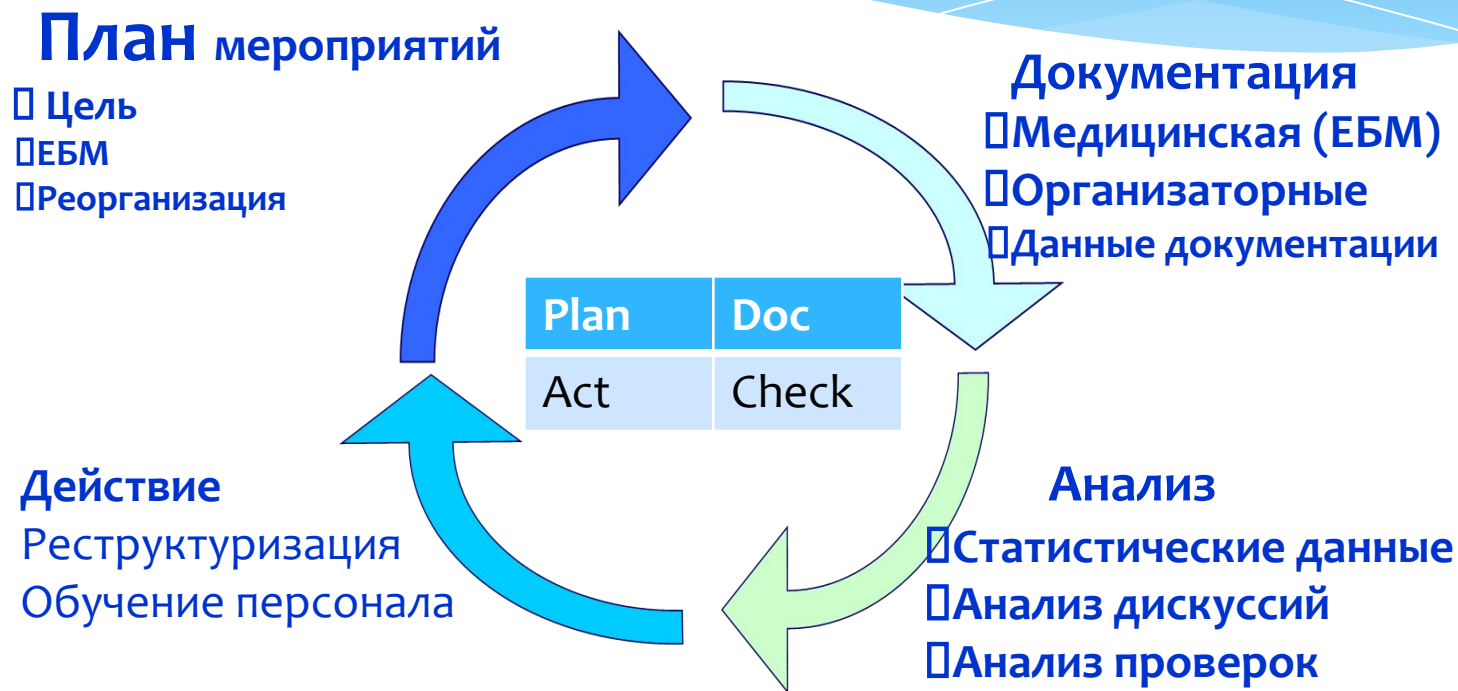 План мероприятий
▯ Цель
▯ЕБМ
▯Реорганизация
Документация
▯Медицинская (ЕБМ)
▯Организаторные
▯Данные документации
Plan Doc
Act Check
Действие
Реструктуризация
Обучение персонала
Анализ
▯Статистические данные
▯Анализ дискуссий
▯Анализ проверок